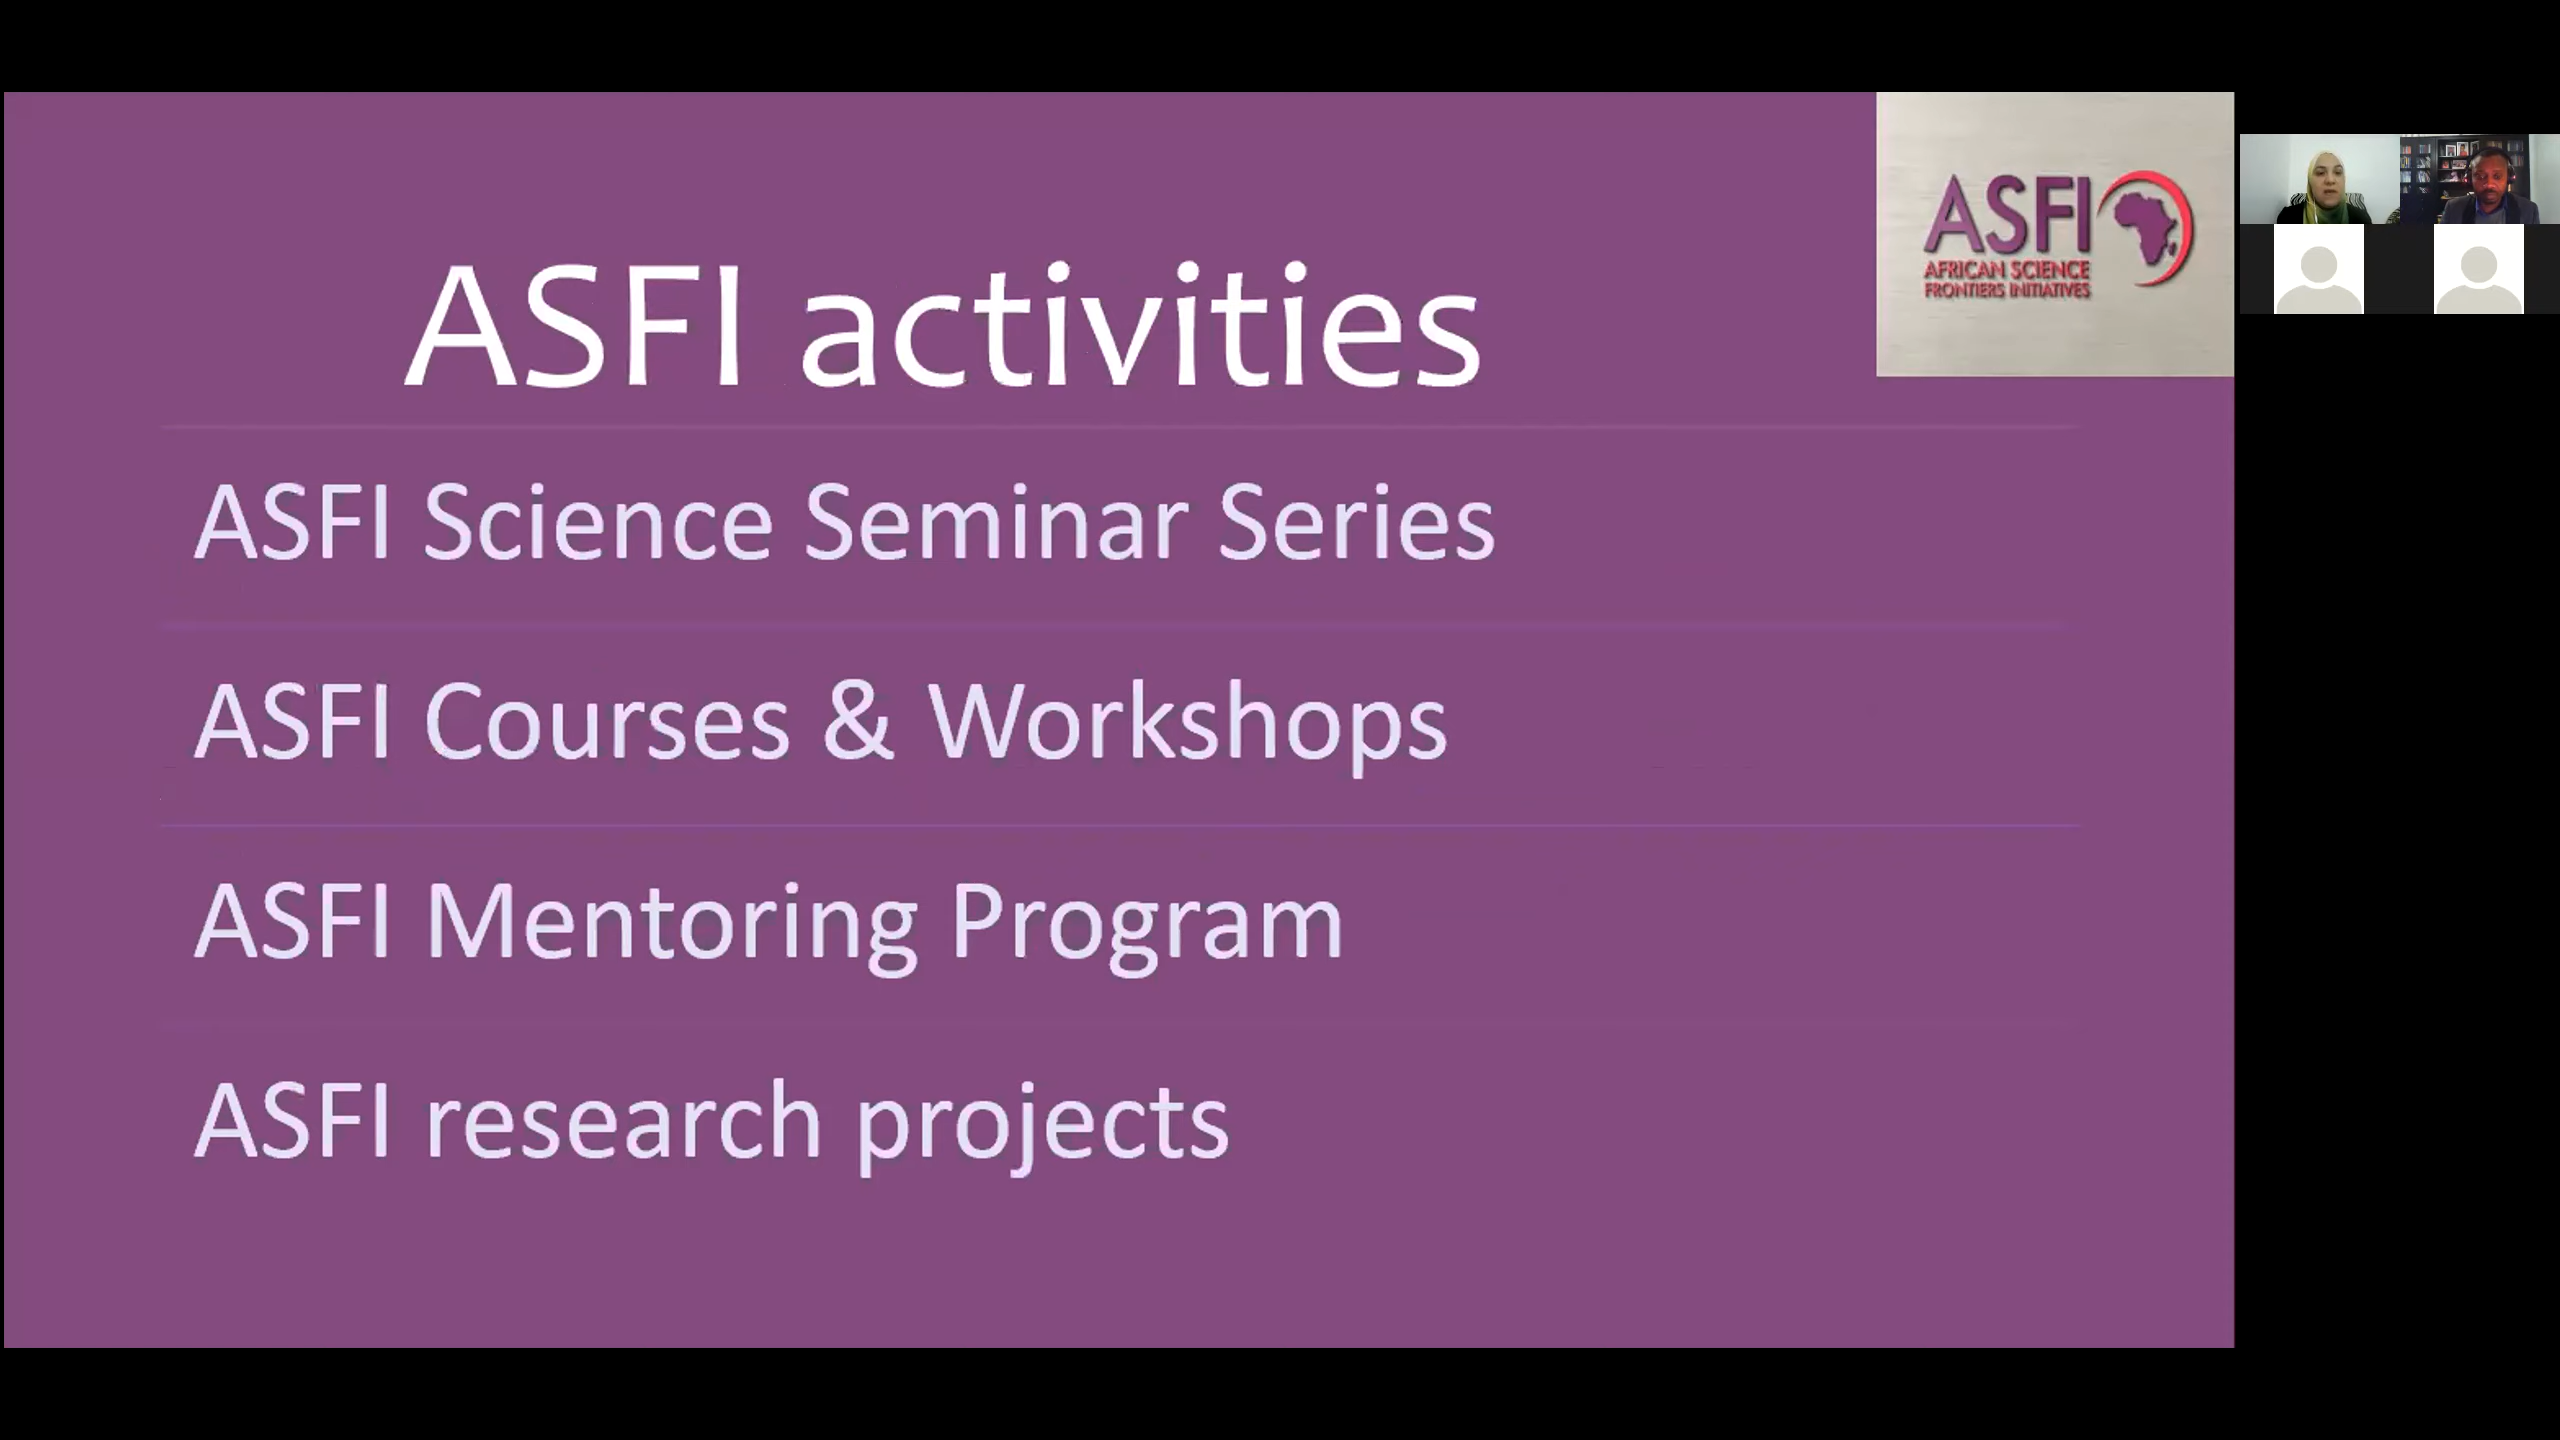 ASFI activities
ASFI
AFRICAN SCIENCE
FRONTIERS INITIATIVES
ASFI Science Seminar Series
ASFI Courses & Workshops
ASFI Mentoring Program
ASFI research projects